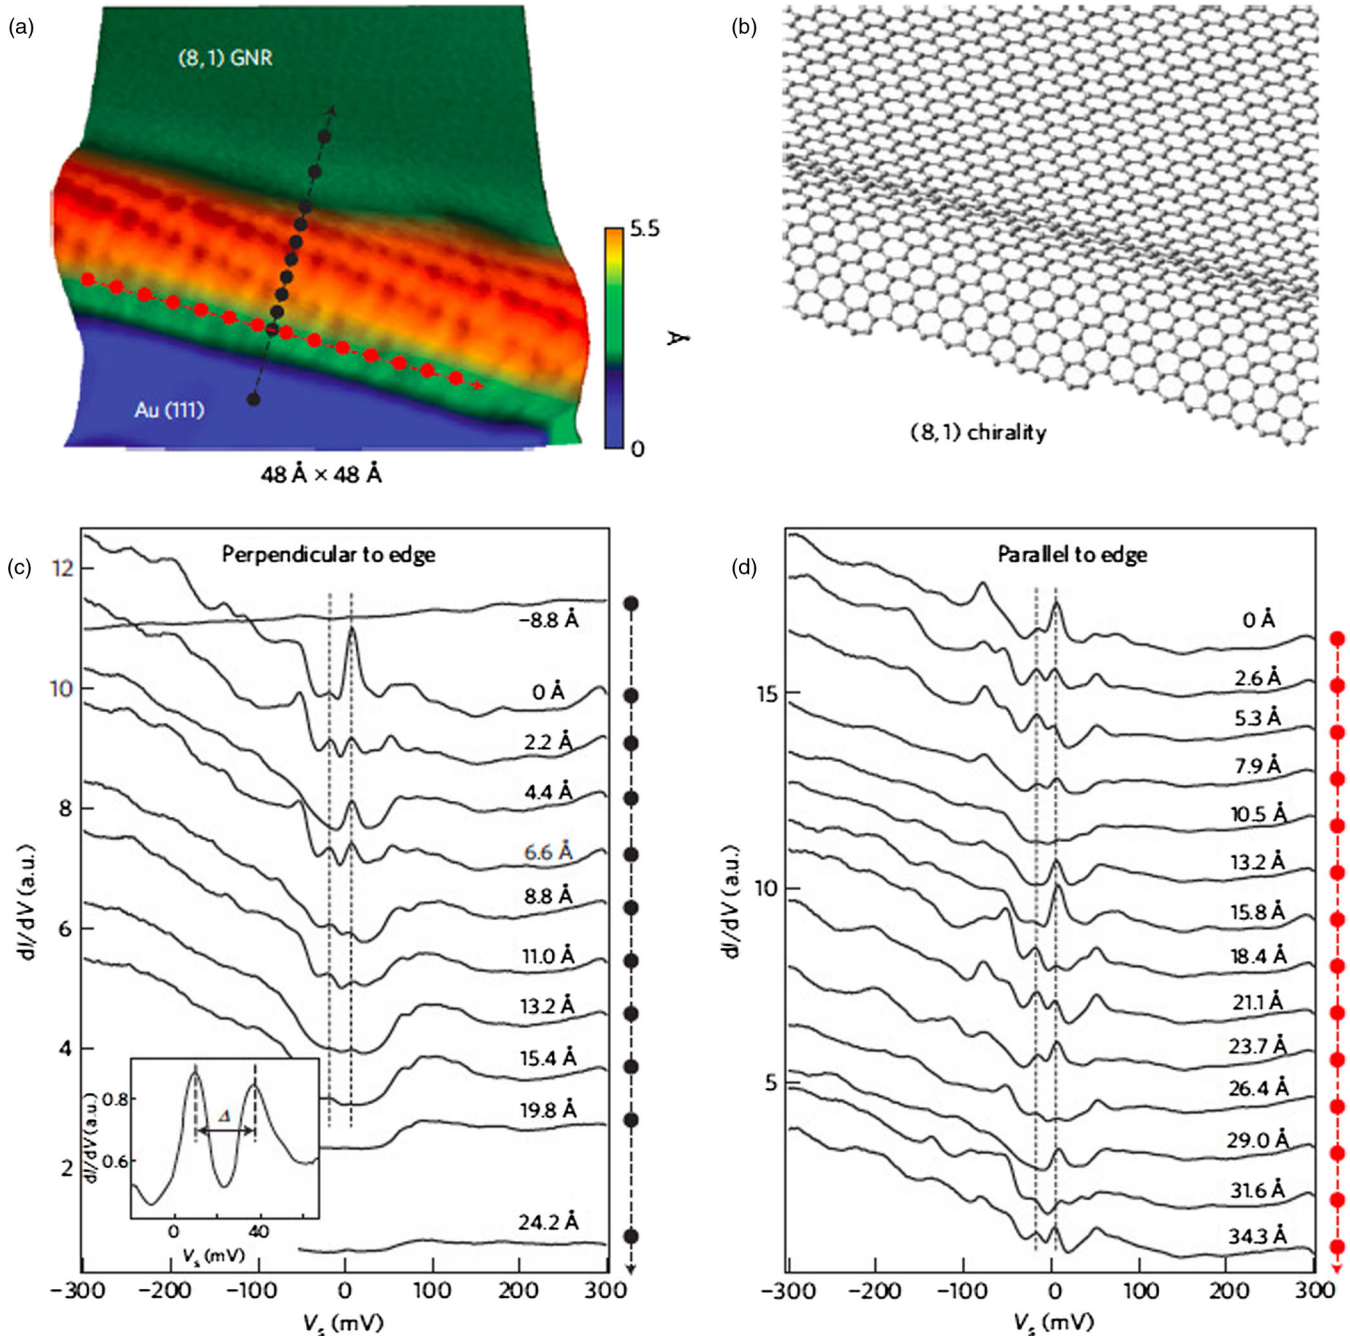 (a)
(8,1) GNR
Au (111)
48 Å × 48 Å
5.5
0
Å
(b)
(8,1) chirality
(c)
Perpendicular to edge
12
10
8
6
4
2
dI/dV (a.u.)
−8.8 Å
0 Å
2.2 Å
4.4 Å
6.6 Å
8.8 Å
11.0 Å
13.2 Å
15.4 Å
19.8 Å
24.2 Å
0.8
0.6
dI/dV (a.u.)
Δ
0 40
Vs (mV)
−300 −200 −100 0 100 200 300
Vs (mV)
(d)
Parallel to edge
15
10
5
dI/dV (a.u.)
0 Å
2.6 Å
5.3 Å
7.9 Å
10.5 Å
13.2 Å
15.8 Å
18.4 Å
21.1 Å
23.7 Å
26.4 Å
29.0 Å
31.6 Å
34.3 Å
−300 −200 −100 0 100 200 300
Vs (mV)